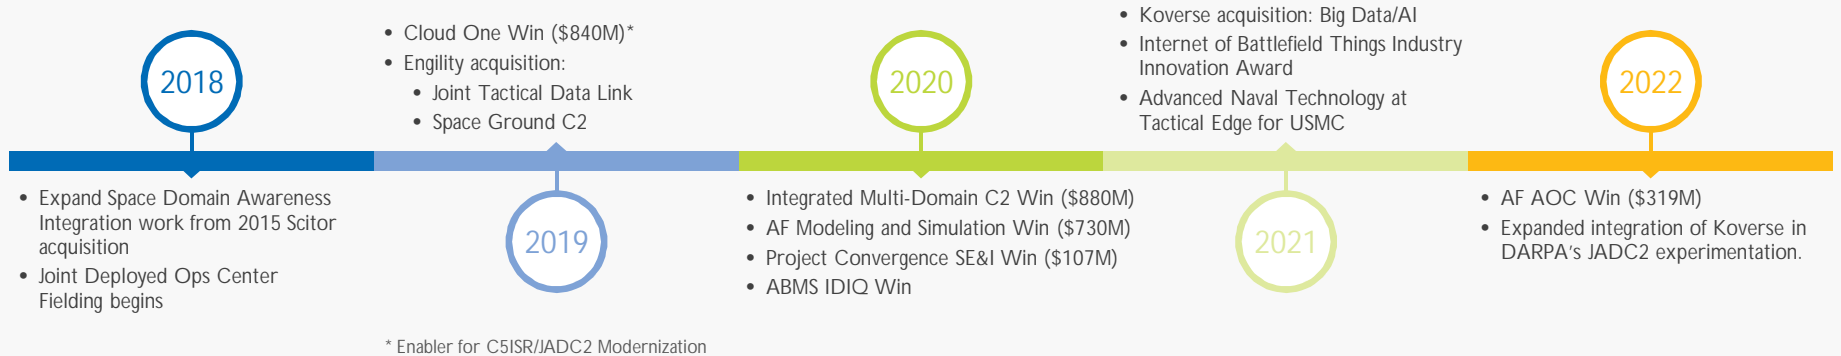 2018
• Expand Space Domain Awareness
Integration work from 2015 Scitor
acquisition
• Joint Deployed Ops Center
Fielding begins
• Cloud One Win ($840M)*
• Engility acquisition:
• Joint Tactical Data Link
• Space Ground C2
2019
2020
• Integrated Multi-Domain C2 Win ($880M)
• AF Modeling and Simulation Win ($730M)
• Project Convergence SE&I Win ($107M)
• ABMS IDIQ Win
• Koverse acquisition: Big Data/AI
• Internet of Battlefield Things Industry
Innovation Award
• Advanced Naval Technology at
Tactical Edge for USMC
2021
2022
• AF AOC Win ($319M)
• Expanded integration of Koverse in
DARPA's JADC2 experimentation.
* Enabler for C5ISR/JADC2 Modernization